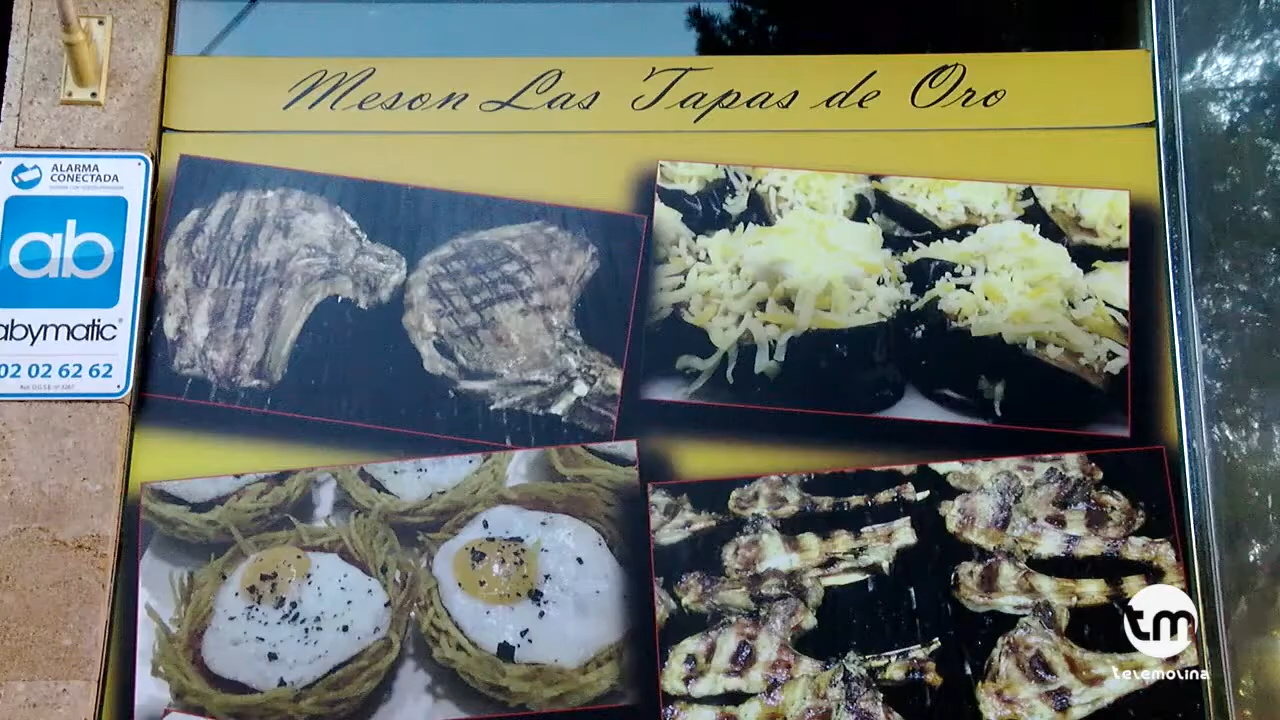 Meson Las Tapas de Oro
ALARMA
CONECTADA
ab
abymatic
02 02 62 62
tm
telemolina